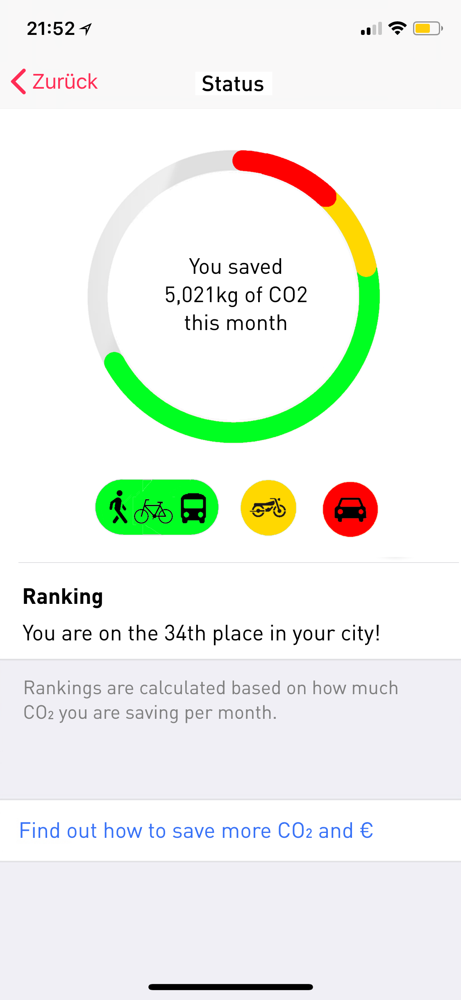 21:52
Zurück
Status
You saved
5,021kg of CO2
this month
Ranking
You are on the 34th place in your city!
Rankings are calculated based on how much
CO₂ you are saving per month.
Find out how to save more CO₂ and €